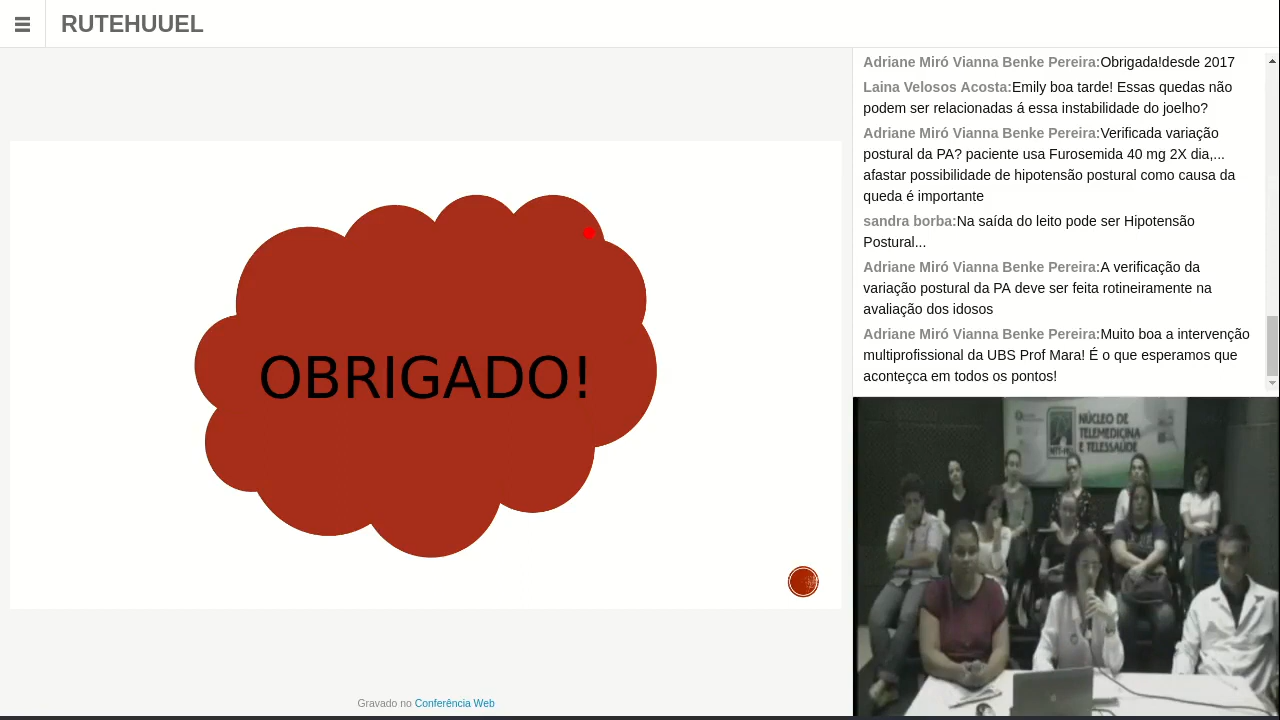 RUTEHUUEL
OBRIGADO!
Gravado no Conferência Web
Adriane Miró Vianna Benke Pereira:Obrigada!desde 2017
Laina Velosos Acosta:Emily boa tarde! Essas quedas não
podem ser relacionadas á essa instabilidade do joelho?
Adriane Miró Vianna Benke Pereira:Verificada variação
postural da PA? paciente usa Furosemida 40 mg 2X dia,...
afastar possibilidade de hipotensão postural como causa da
queda é importante
sandra borba:Na saída do leito pode ser Hipotensão
Postural...
Adriane Miró Vianna Benke Pereira:A verificação da
variação postural da PA deve ser feita rotineiramente na
avaliação dos idosos
Adriane Miró Vianna Benke Pereira:Muito boa a intervenção
multiprofissional da UBS Prof Mara! É o que esperamos que
aconteçca em todos os pontos!
NÚCLEO DE
TELEMEDICINA
E TELESSAÚDE